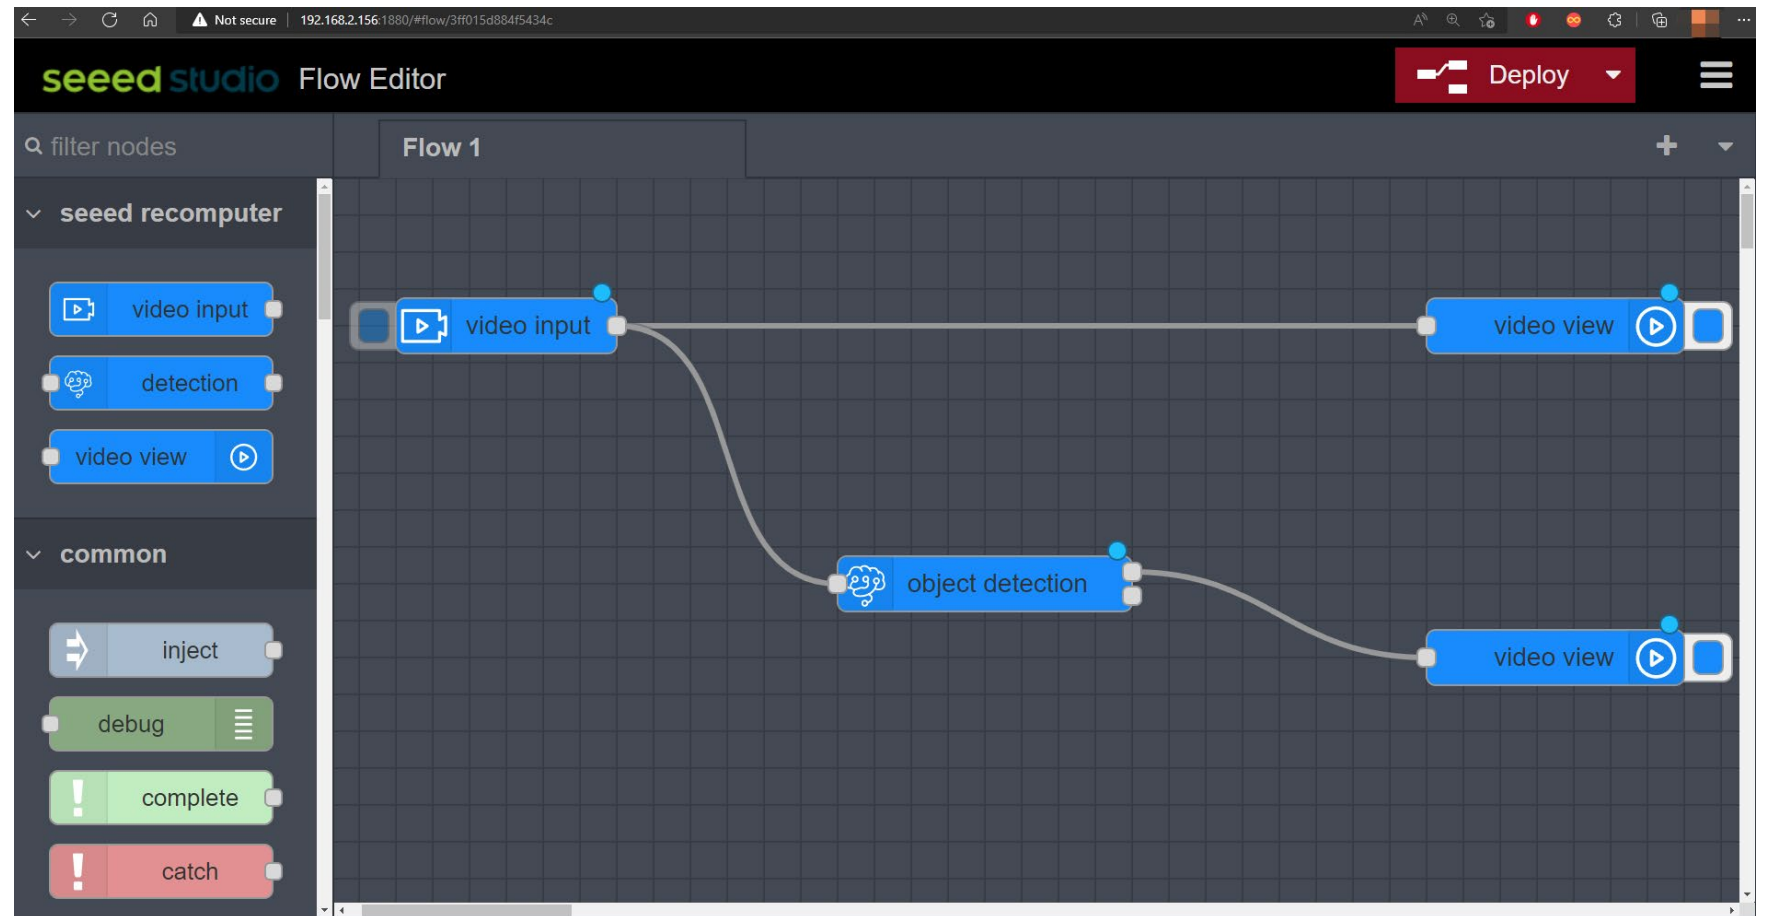 Not secure 192.168.2.156:1880/#flow/3ff015d884f5434c
seeed studio Flow Editor Deploy
filter nodes
Flow 1
seeed recomputer
video input
detection
video view
common
inject
debug
complete
catch
video input
video view
object detection
video view